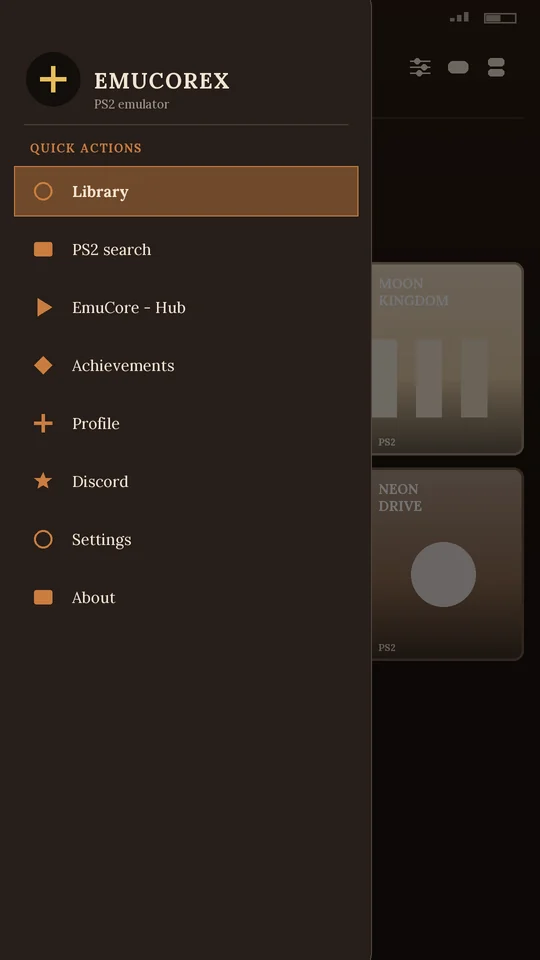 EMUCOREX
PS2 emulator
QUICK ACTIONS
Library
PS2 search
EmuCore - Hub
Achievements
Profile
Discord
Settings
About
MOON
KINGDOM
PS2
NEON
DRIVE
PS2